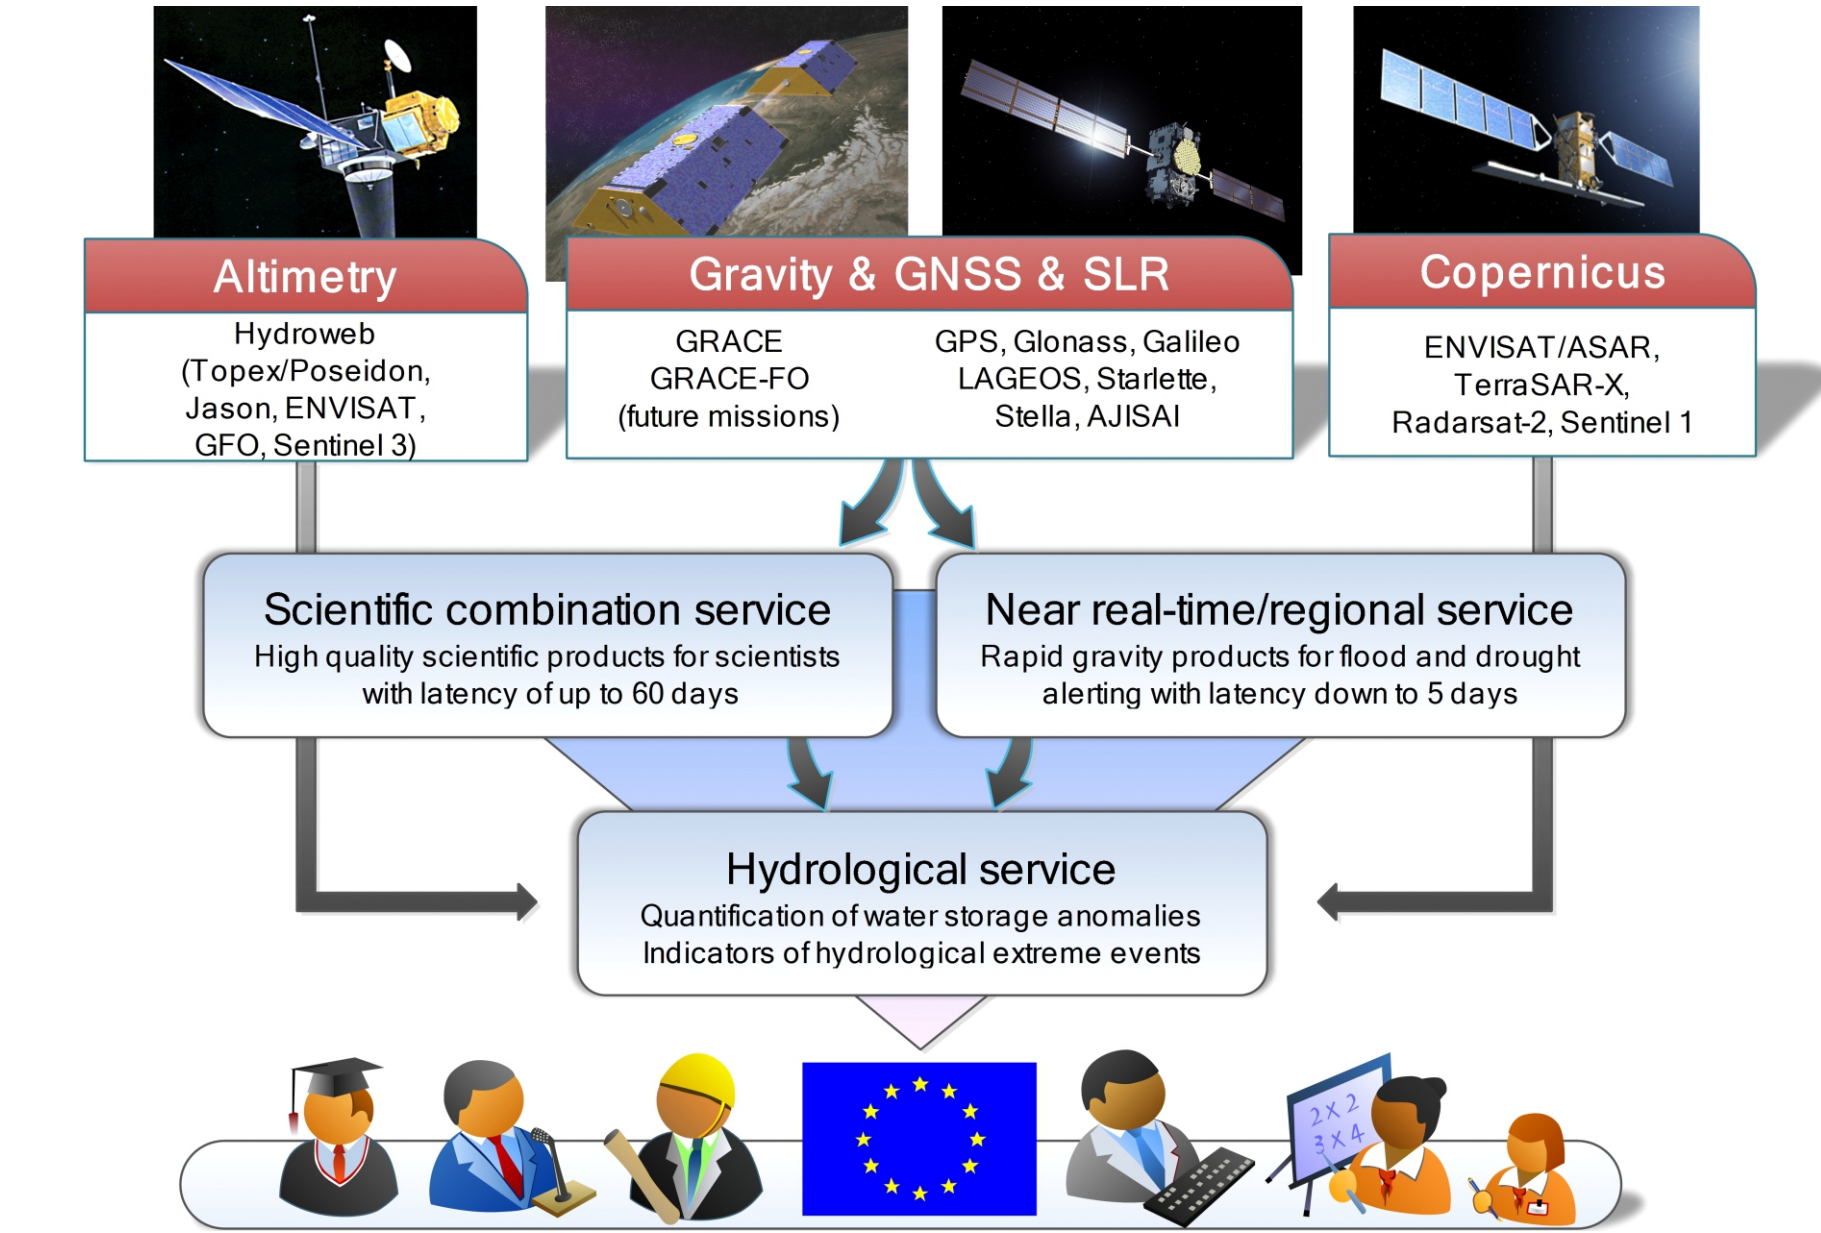 Altimetry
Hydroweb
(Topex/Poseidon,
Jason, ENVISAT,
GFO, Sentinel 3)
Gravity & GNSS & SLR
GRACE
GRACE-FO
(future missions)
GPS, Glonass, Galileo
LAGEOS, Starlette,
Stella, AJISAI
Copernicus
ENVISAT/ASAR,
TerraSAR-X,
Radarsat-2, Sentinel 1
Scientific combination service
High quality scientific products for scientists
with latency of up to 60 days
Near real-time/regional service
Rapid gravity products for flood and drought
alerting with latency down to 5 days
Hydrological service
Quantification of water storage anomalies
Indicators of hydrological extreme events
2 X 2
3 X 4